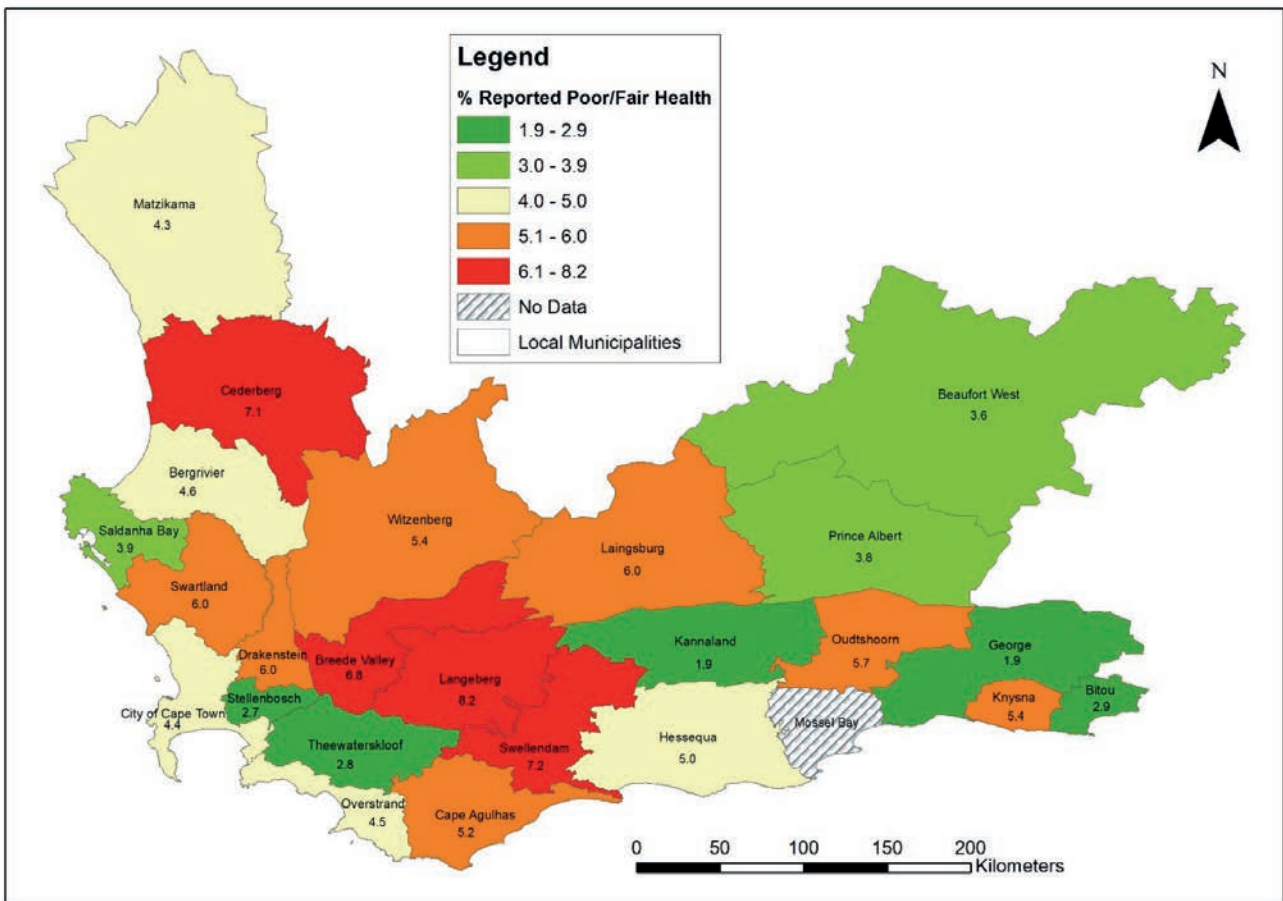 Legend
% Reported Poor/Fair Health
1.9 - 2.9
3.0 - 3.9
4.0 - 5.0
5.1 - 6.0
6.1 - 8.2
No Data
Local Municipalities
N
Matzikama
4.3
Cederberg
7.1
Beaufort West
3.6
Bergrivier
4.6
Witzenberg
5.4
Saldanha Bay
3.9
Laingsburg
6.0
Prince Albert
3.8
Swartland
6.0
Drakenstein
6.0
Breede Valley
6.8
Langeberg
8.2
Kannaland
1.9
Oudtshoorn
5.7
George
1.9
Stellenbosch
2.7
Knysna
5.4
Bitou
2.9
City of Cape Town
4.4
Theewaterskloof
2.8
Swellendam
7.2
Hessequa
5.0
Mossel Bay
Overstrand
4.5
Cape Agulhas
5.2
0 50 100 150 200
Kilometers